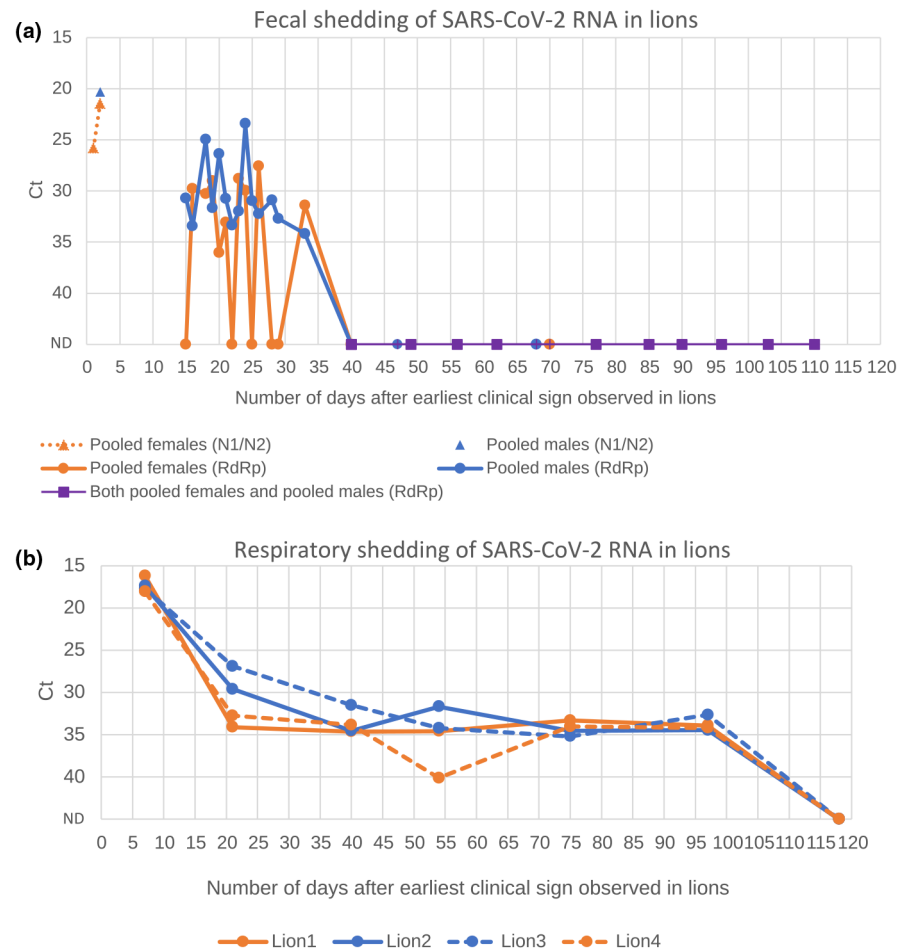 (a)
Fecal shedding of SARS-CoV-2 RNA in lions
15
20
25
30
35
40
ND
Ct
0 5 10 15 20 25 30 35 40 45 50 55 60 65 70 75 80 85 90 95 100 105 110 115 120
Number of days after earliest clinical sign observed in lions
Pooled females (N1/N2) Pooled males (N1/N2)
Pooled females (RdRp) Pooled males (RdRp)
Both pooled females and pooled males (RdRp)
(b)
Respiratory shedding of SARS-CoV-2 RNA in lions
15
20
25
30
35
40
ND
Ct
0 5 10 15 20 25 30 35 40 45 50 55 60 65 70 75 80 85 90 95 100 105 110 115 120
Number of days after earliest clinical sign observed in lions
Lion1 Lion2 Lion3 Lion4